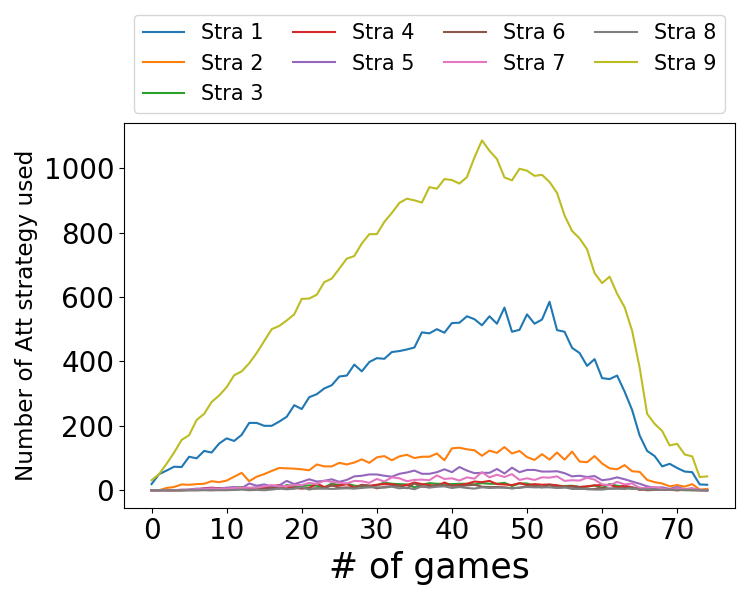 Stra 1 Stra 4 Stra 6 Stra 8
Stra 2 Stra 5 Stra 7 Stra 9
Stra 3
Number of Att strategy used
1000
800
600
400
200
0
0 10 20 30 40 50 60 70
# of games